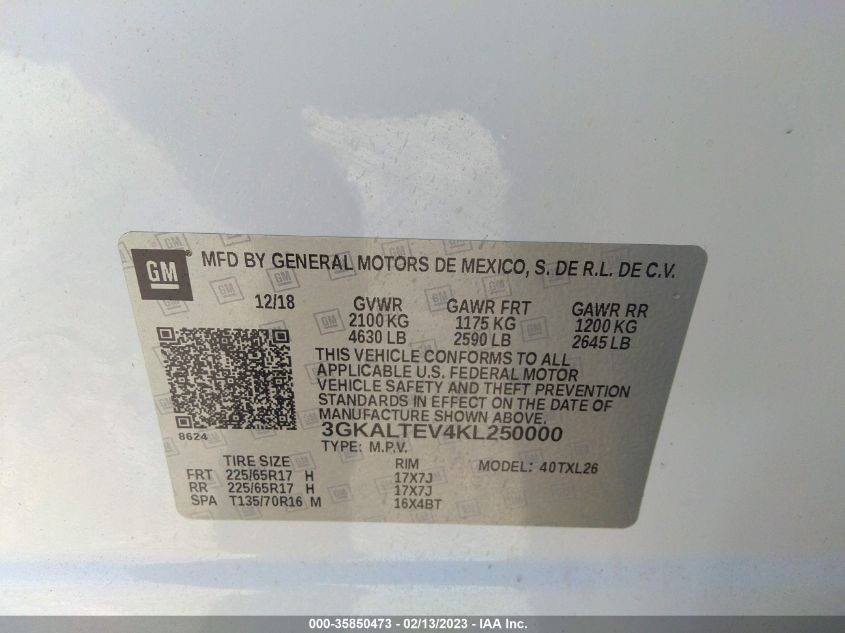 GM
MFD BY GENERAL MOTORS DE MEXICO, S. DE R.L. DE C.V.
12/18 GVWR GAWR FRT GAWR RR
2100 KG 1175 KG 1200 KG
4630 LB 2590 LB 2645 LB
THIS VEHICLE CONFORMS TO ALL
APPLICABLE U.S. FEDERAL MOTOR
VEHICLE SAFETY AND THEFT PREVENTION
STANDARDS IN EFFECT ON THE DATE OF
MANUFACTURE SHOWN ABOVE.
8624
3GKALTEV4KL250000
TYPE: M.P.V.
TIRE SIZE RIM MODEL: 40TXL26
FRT 225/65R17 H 17X7J
RR 225/65R17 H 17X7J
SPA T135/70R16 M 16X4BT
000-35850473 - 02/13/2023 - IAA Inc.